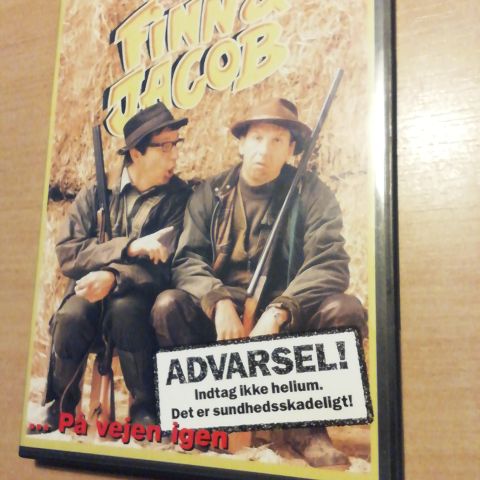 FINN &
JACOB
ADVARSEL!
Indtag ikke helium.
Det er sundhedsskadeligt!
... På vejen igen